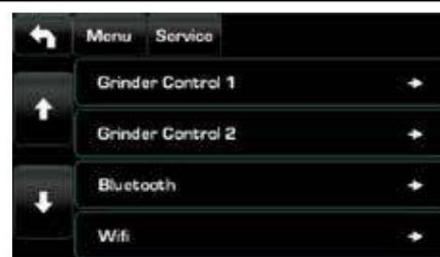 Menu Service
Grinder Control 1
Grinder Control 2
Bluetooth
Wifi